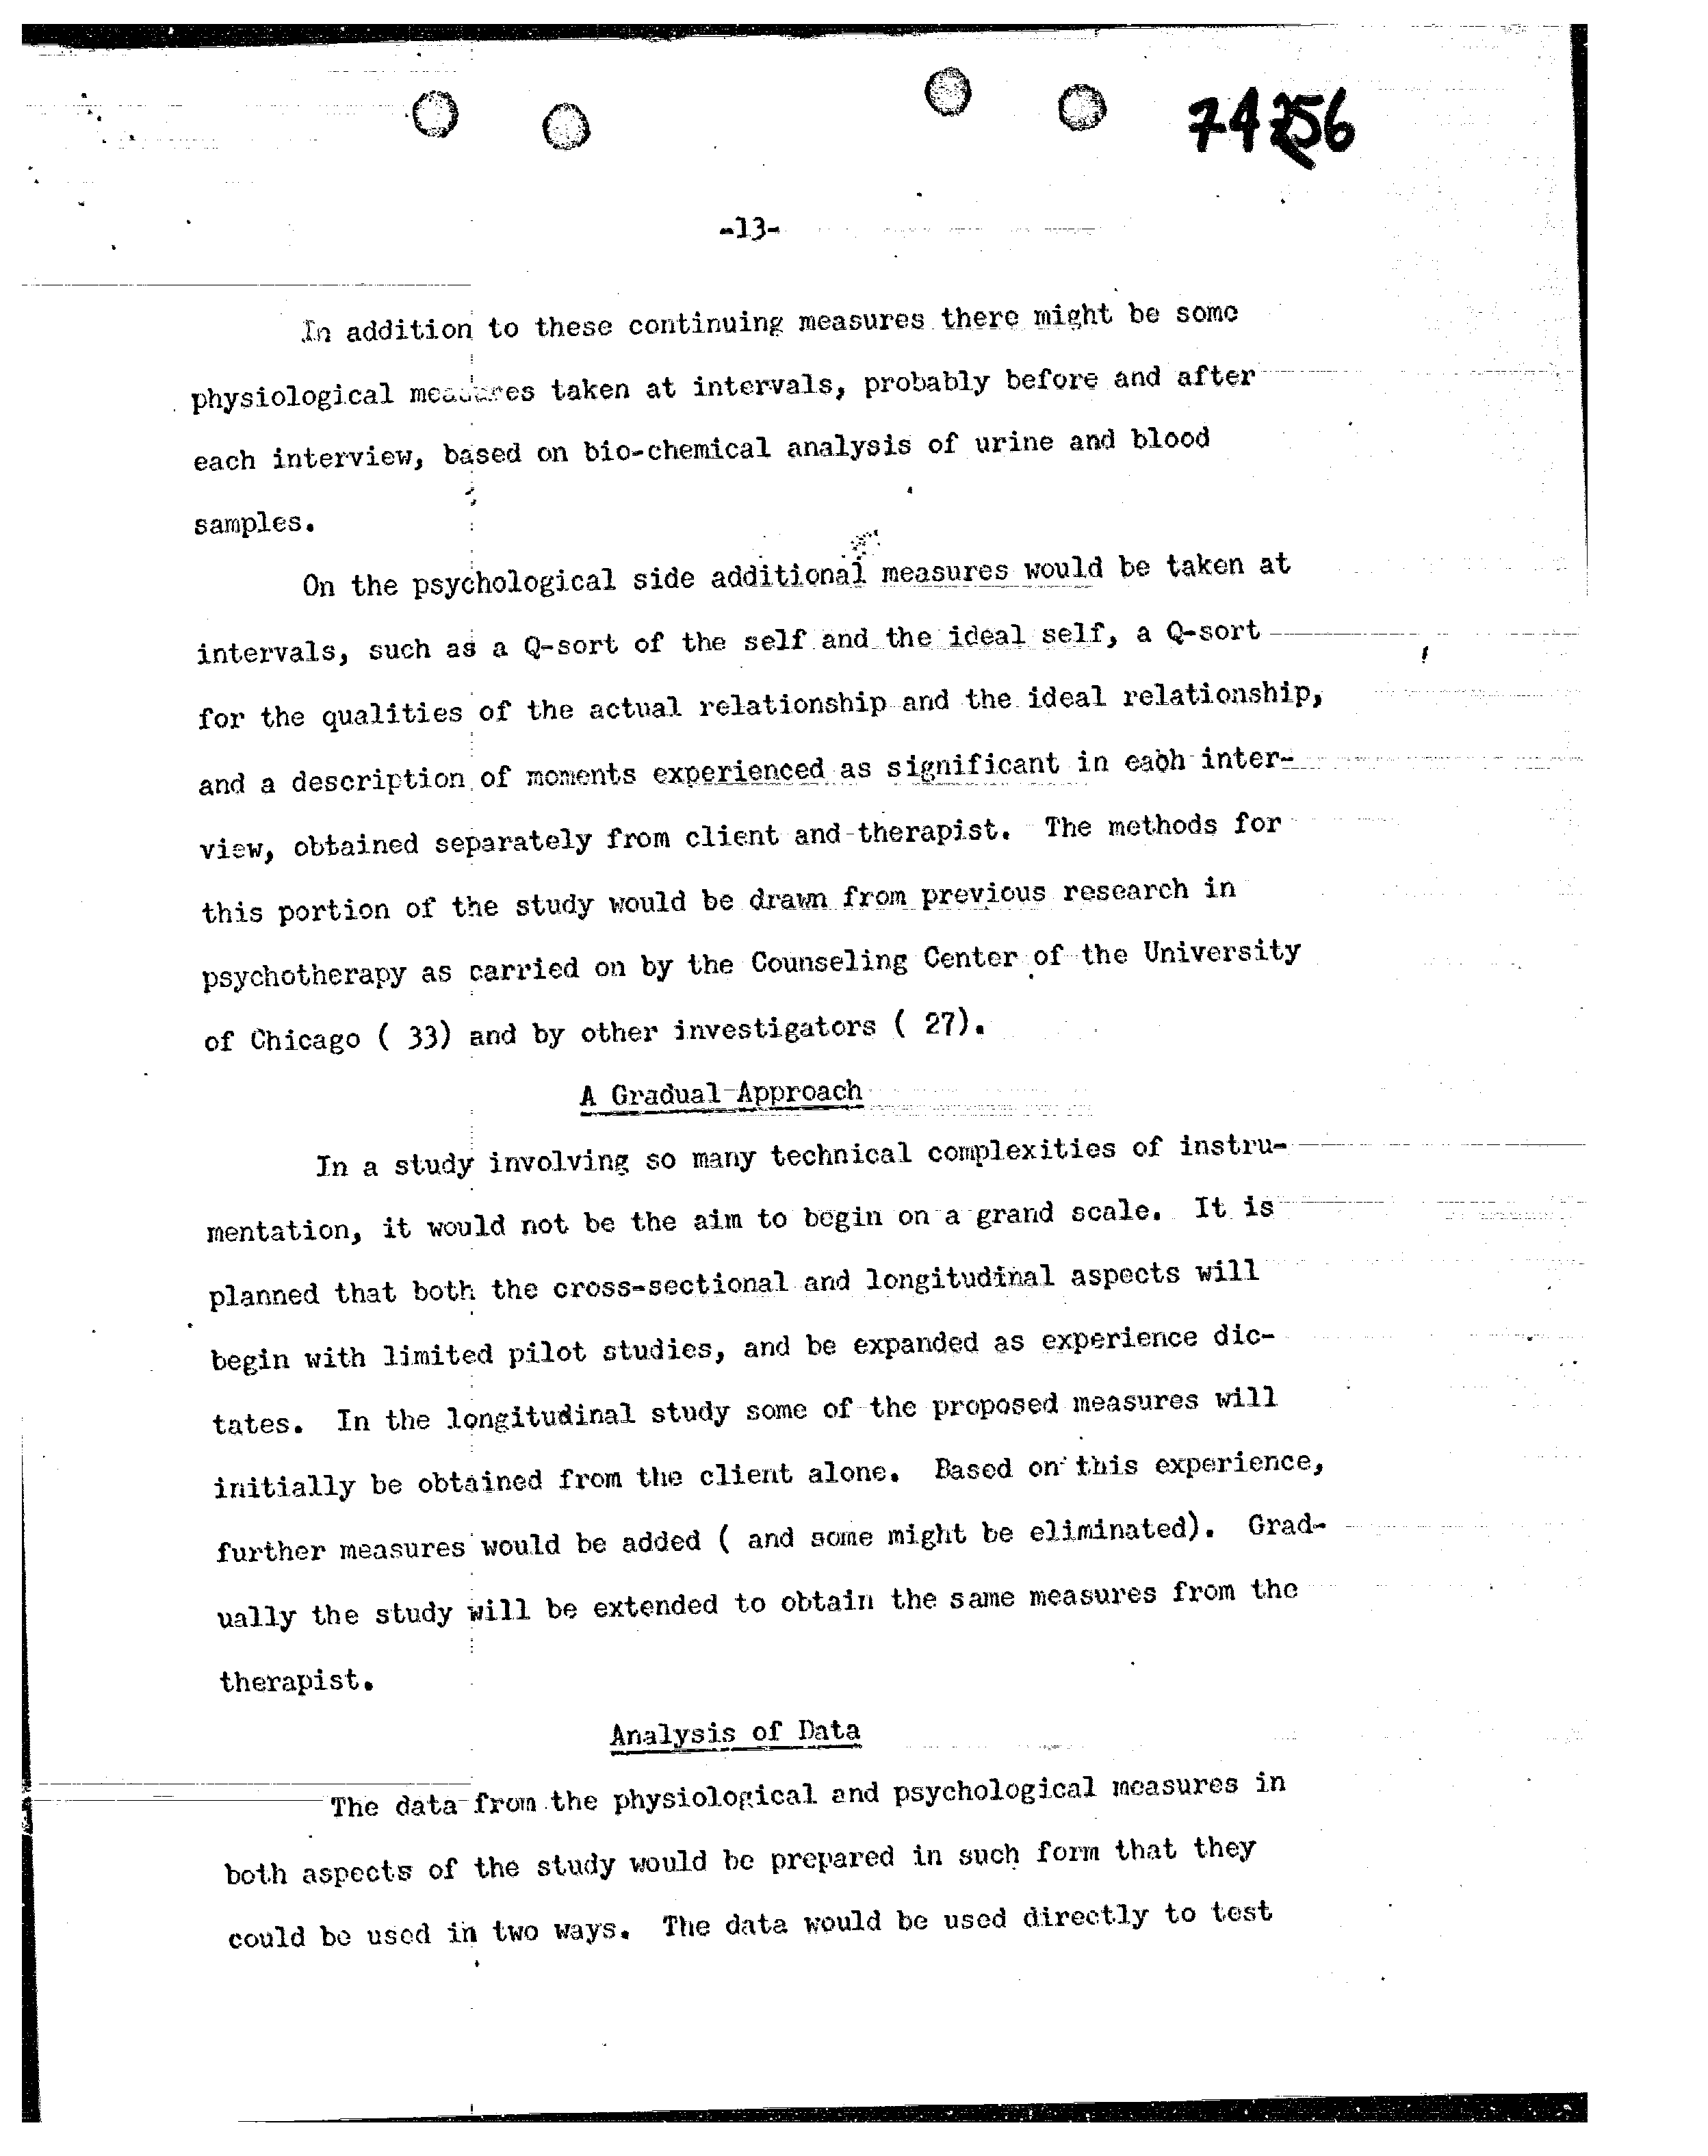 -13-
In addition to these continuing measures there might be some
physiological measures taken at intervals, probably before and after
each interview, based on bio-chemical analysis of urine and blood
samples.
On the psychological side additional measures would be taken at
intervals, such as a Q-sort of the self and the ideal self, a Q-sort
for the qualities of the actual relationship and the ideal relationship,
and a description of moments experienced as significant in each inter-
view, obtained separately from client and therapist. The methods for
this portion of the study would be drawn from previous research in
psychotherapy as carried on by the Counseling Center of the University
of Chicago ( 33) and by other investigators ( 27).
A Gradual Approach
In a study involving so many technical complexities of instru-
mentation, it would not be the aim to begin on a grand scale. It is
planned that both the cross-sectional and longitudinal aspects will
begin with limited pilot studies, and be expanded as experience dic-
tates. In the longitudinal study some of the proposed measures will
initially be obtained from the client alone. Based on this experience,
further measures would be added ( and some might be eliminated). Grad-
ually the study will be extended to obtain the same measures from the
therapist.
Analysis of Data
The data from the physiological and psychological measures in
both aspects of the study would be prepared in such form that they
could be used in two ways. The data would be used directly to test